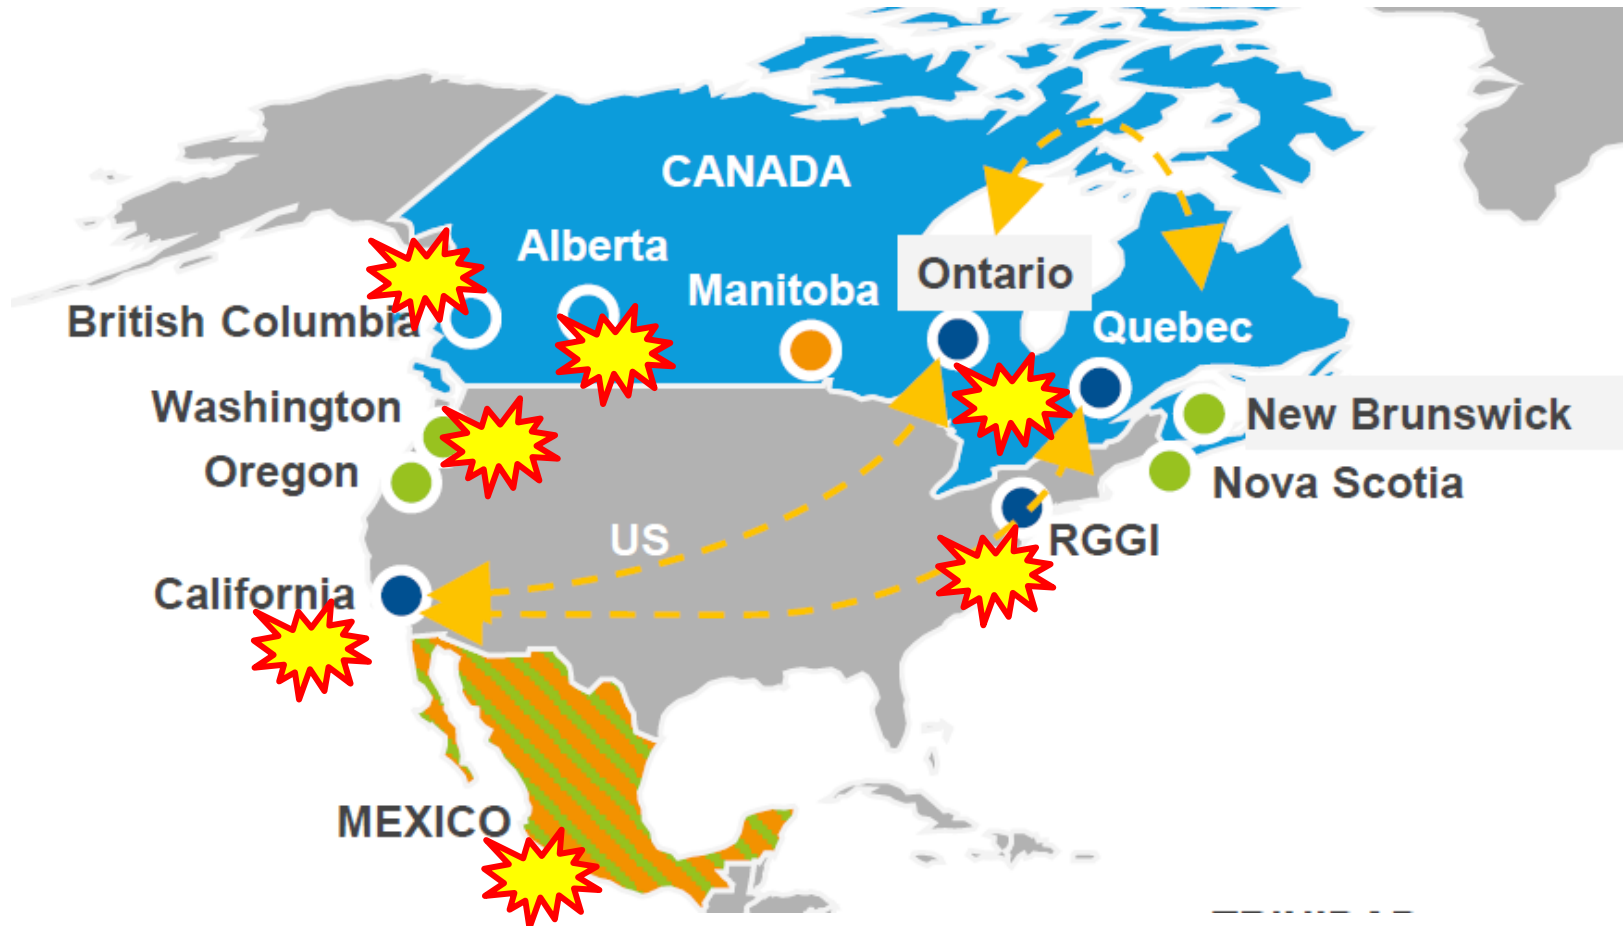 CANADA
Alberta
Manitoba
Ontario
British Columbia
Quebec
Washington
New Brunswick
Oregon
Nova Scotia
US
RGGI
California
MEXICO